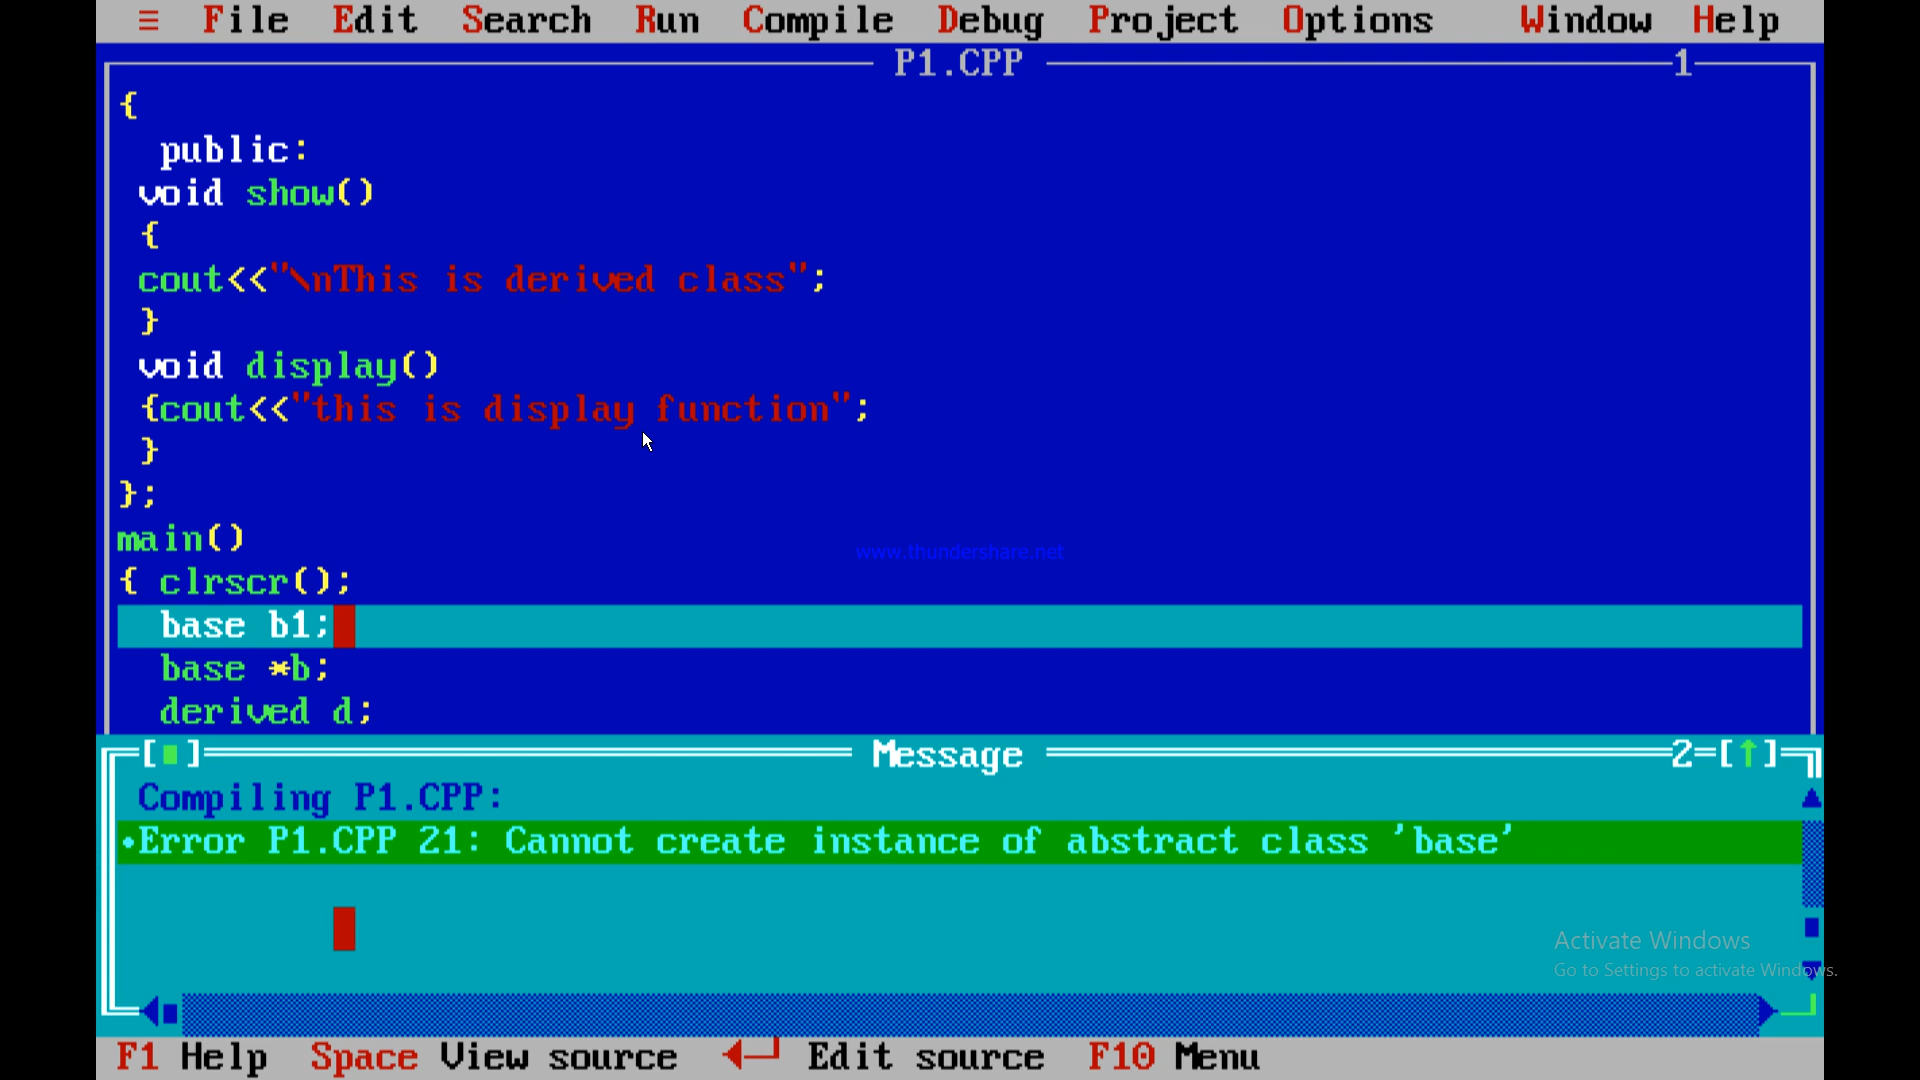 ≡ File Edit Search Run Compile Debug Project Options Window Help
P1.CPP 1
{
public:
void show()
{
cout<<"\nThis is derived class";
}
void display()
{cout<<"this is display function";
}
};
main()
www.thundershare.net
{ clrscr();
base b1;
base *b;
derived d;
[■] Message 2=[↑]
Compiling P1.CPP:
•Error P1.CPP 21: Cannot create instance of abstract class 'base'
Activate Windows
Go to Settings to activate Windows.
F1 Help Space View source ◄─┘ Edit source F10 Menu